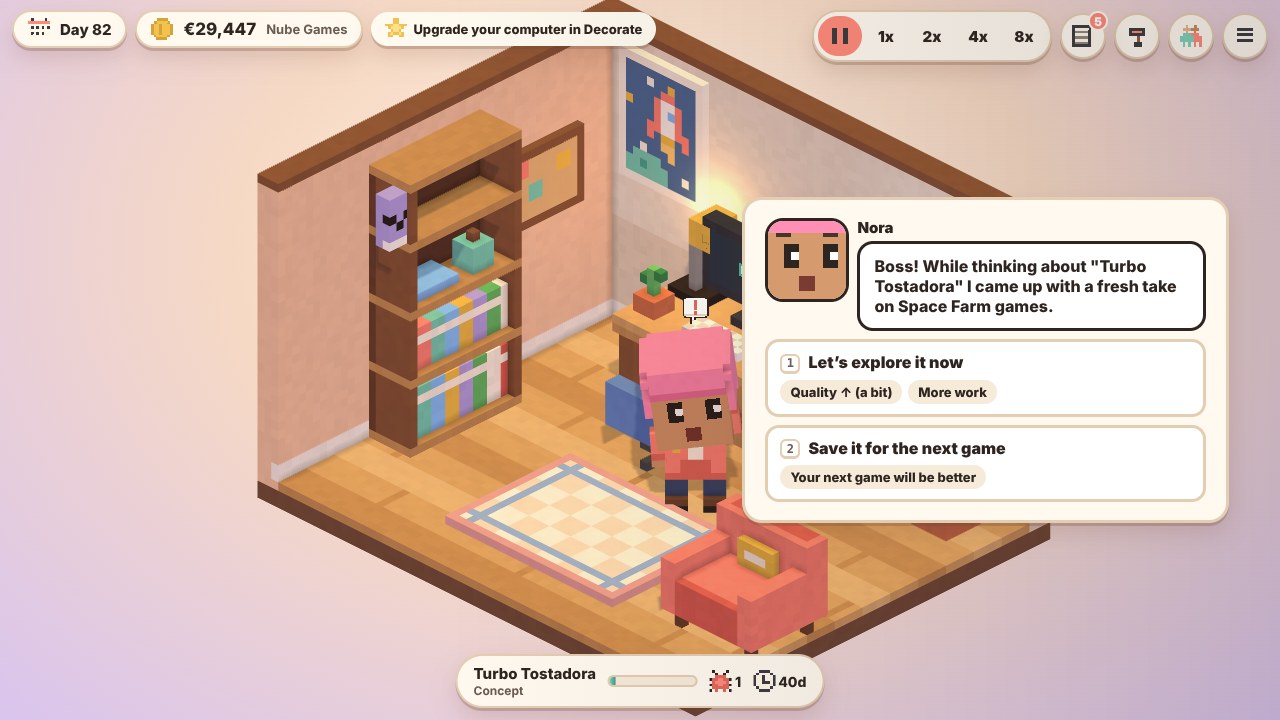 Day 82
€29,447 Nube Games
Upgrade your computer in Decorate
1x 2x 4x 8x
5
Nora
Boss! While thinking about "Turbo
Tostadora" I came up with a fresh take
on Space Farm games.
1 Let's explore it now
Quality ↑ (a bit) More work
2 Save it for the next game
Your next game will be better
!
Turbo Tostadora
Concept
1 40d